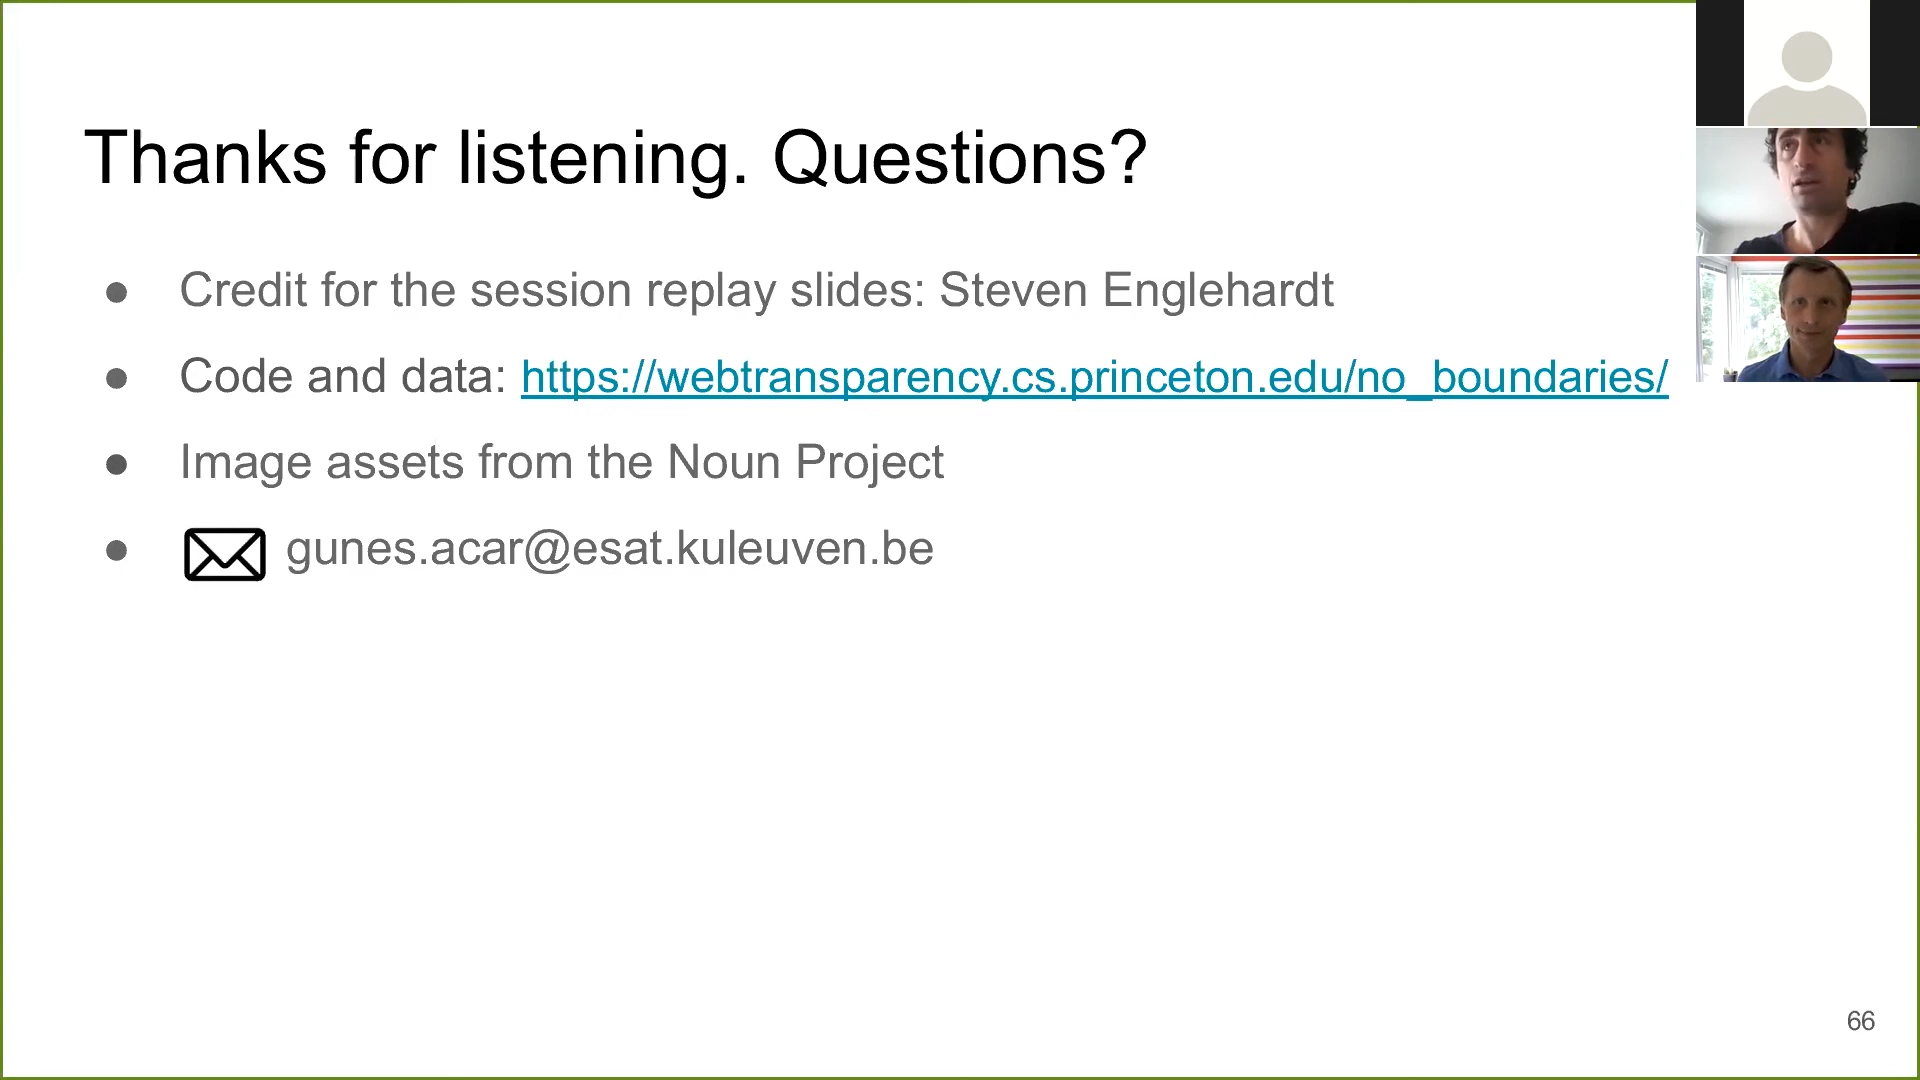 Thanks for listening. Questions?
● Credit for the session replay slides: Steven Englehardt
● Code and data: https://webtransparency.cs.princeton.edu/no_boundaries/
● Image assets from the Noun Project
● gunes.acar@esat.kuleuven.be
66